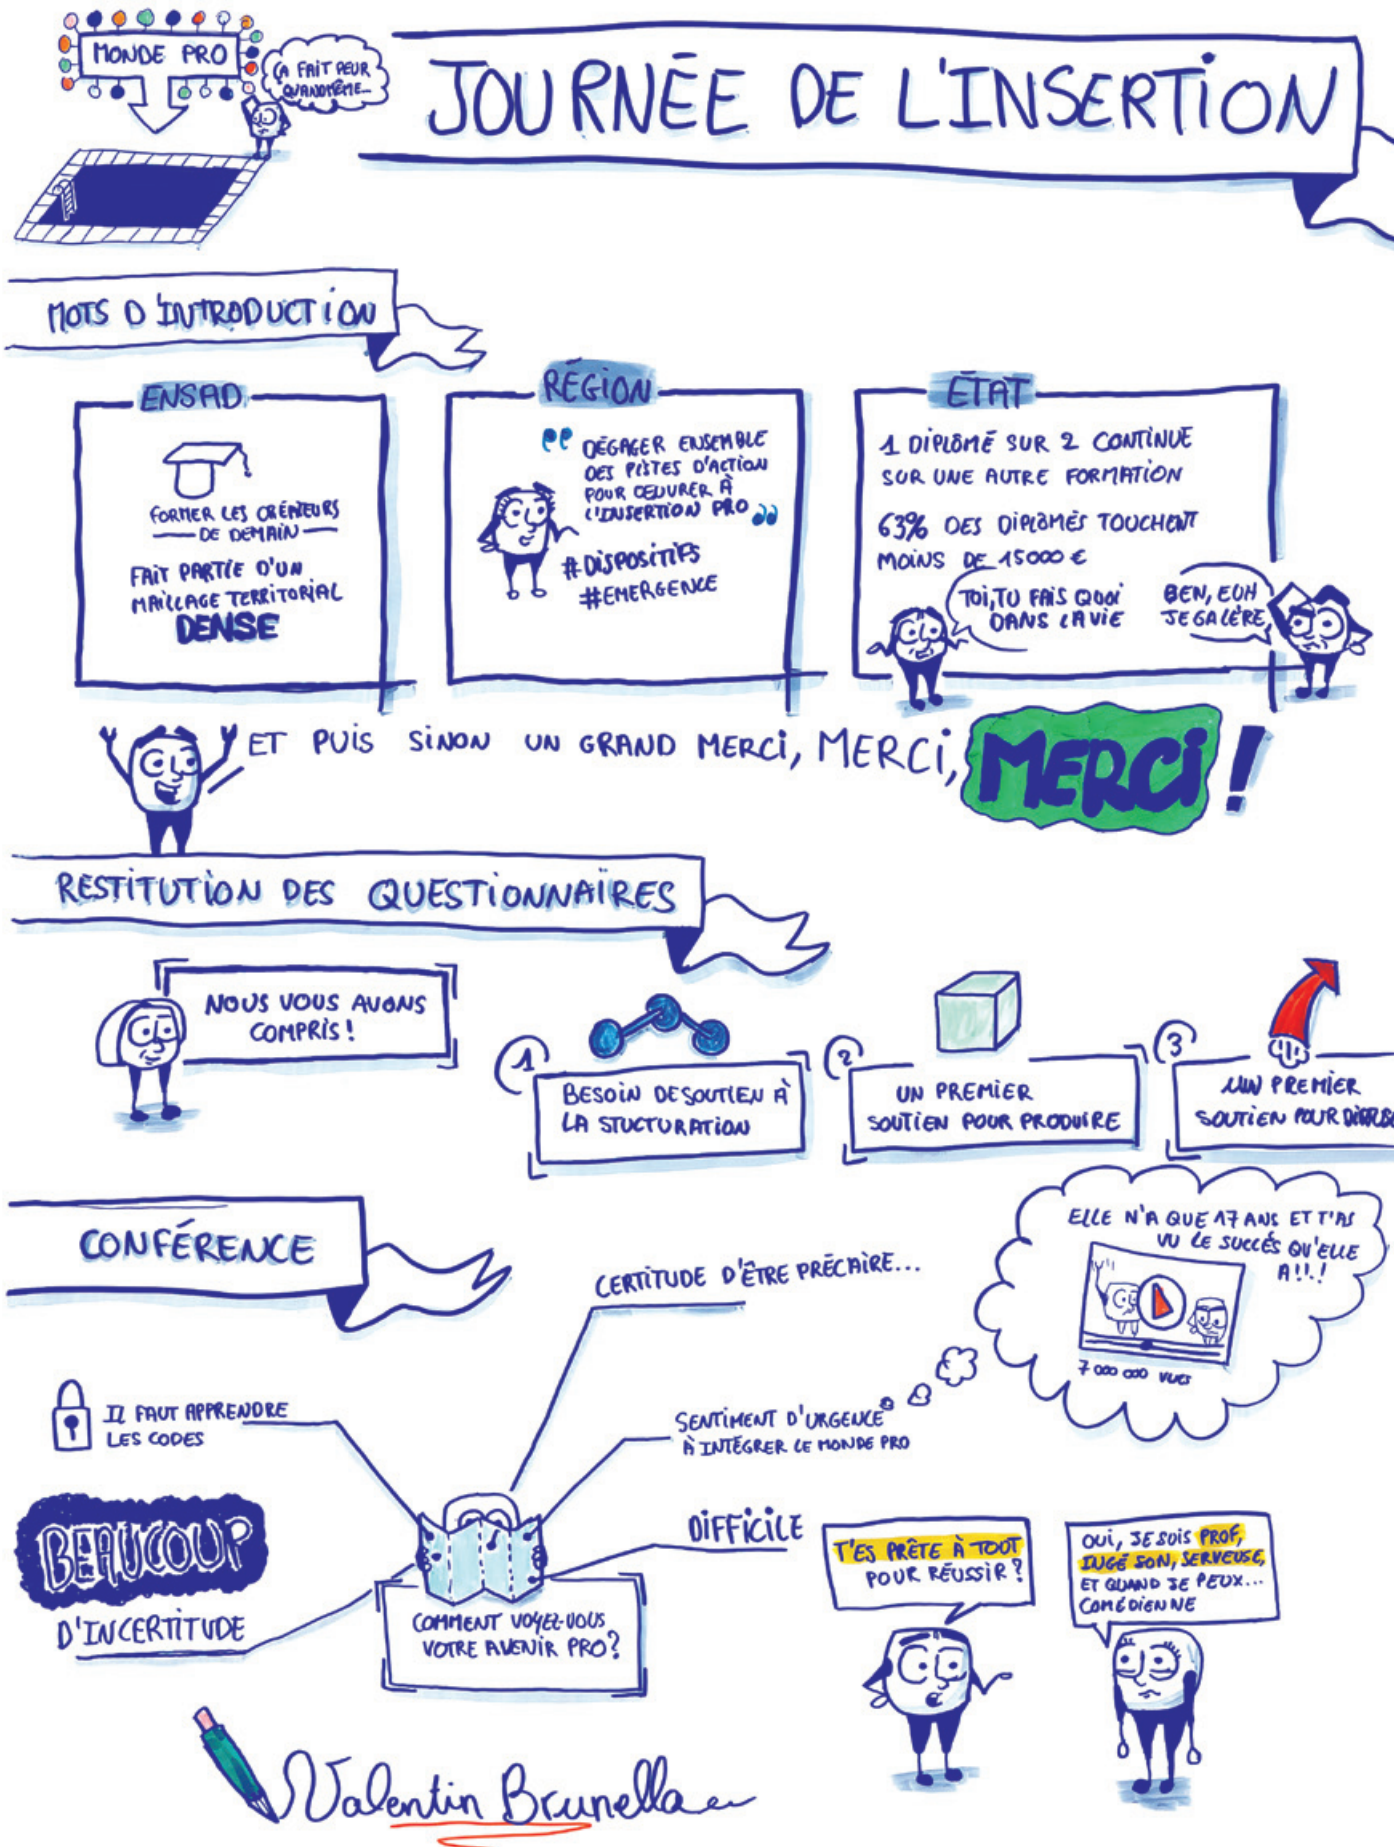 MONDE PRO
ÇA FAIT PEUR
QUANDMÊME...
JOURNÉE DE L'INSERTION
MOTS D'INTRODUCTION
ENSAD
FORMER LES CRÉATEURS
DE DEMAIN
FAIT PARTIE D'UN
MAILLAGE TERRITORIAL
DENSE
RÉGION
DÉGAGER ENSEMBLE
DES PISTES D'ACTION
POUR OEUVRER À
L'INSERTION PRO
#DISPOSITIFS
#EMERGENCE
ÉTAT
1 DIPLÔMÉ SUR 2 CONTINUE
SUR UNE AUTRE FORMATION
63% DES DIPLÔMÉS TOUCHENT
MOINS DE 15000 €
TOI, TU FAIS QUOI
DANS LA VIE
BEN, EUH
JE GALÈRE
ET PUIS SINON UN GRAND MERCI, MERCI, MERCI !
RESTITUTION DES QUESTIONNAIRES
NOUS VOUS AVONS
COMPRIS !
1
BESOIN DE SOUTIEN À
LA STUCTURATION
2
UN PREMIER
SOUTIEN POUR PRODUIRE
3
UN PREMIER
SOUTIEN POUR
CONFÉRENCE
CERTITUDE D'ÊTRE PRÉCAIRE...
ELLE N'A QUE 17 ANS ET T'AS
VU LE SUCCÉS QU'ELLE
A !!.!
7 000 000 VUES
IL FAUT APPRENDRE
LES CODES
SENTIMENT D'URGENCE
À INTÉGRER LE MONDE PRO
BEAUCOUP
D'INCERTITUDE
DIFFICILE
COMMENT VOYEZ-VOUS
VOTRE AVENIR PRO ?
T'ES PRÊTE À TOUT
POUR RÉUSSIR ?
OUI, JE SUIS PROF,
INGÉ SON, SERVEUSE,
ET QUAND JE PEUX...
COMÉDIENNE
Valentin Brunella